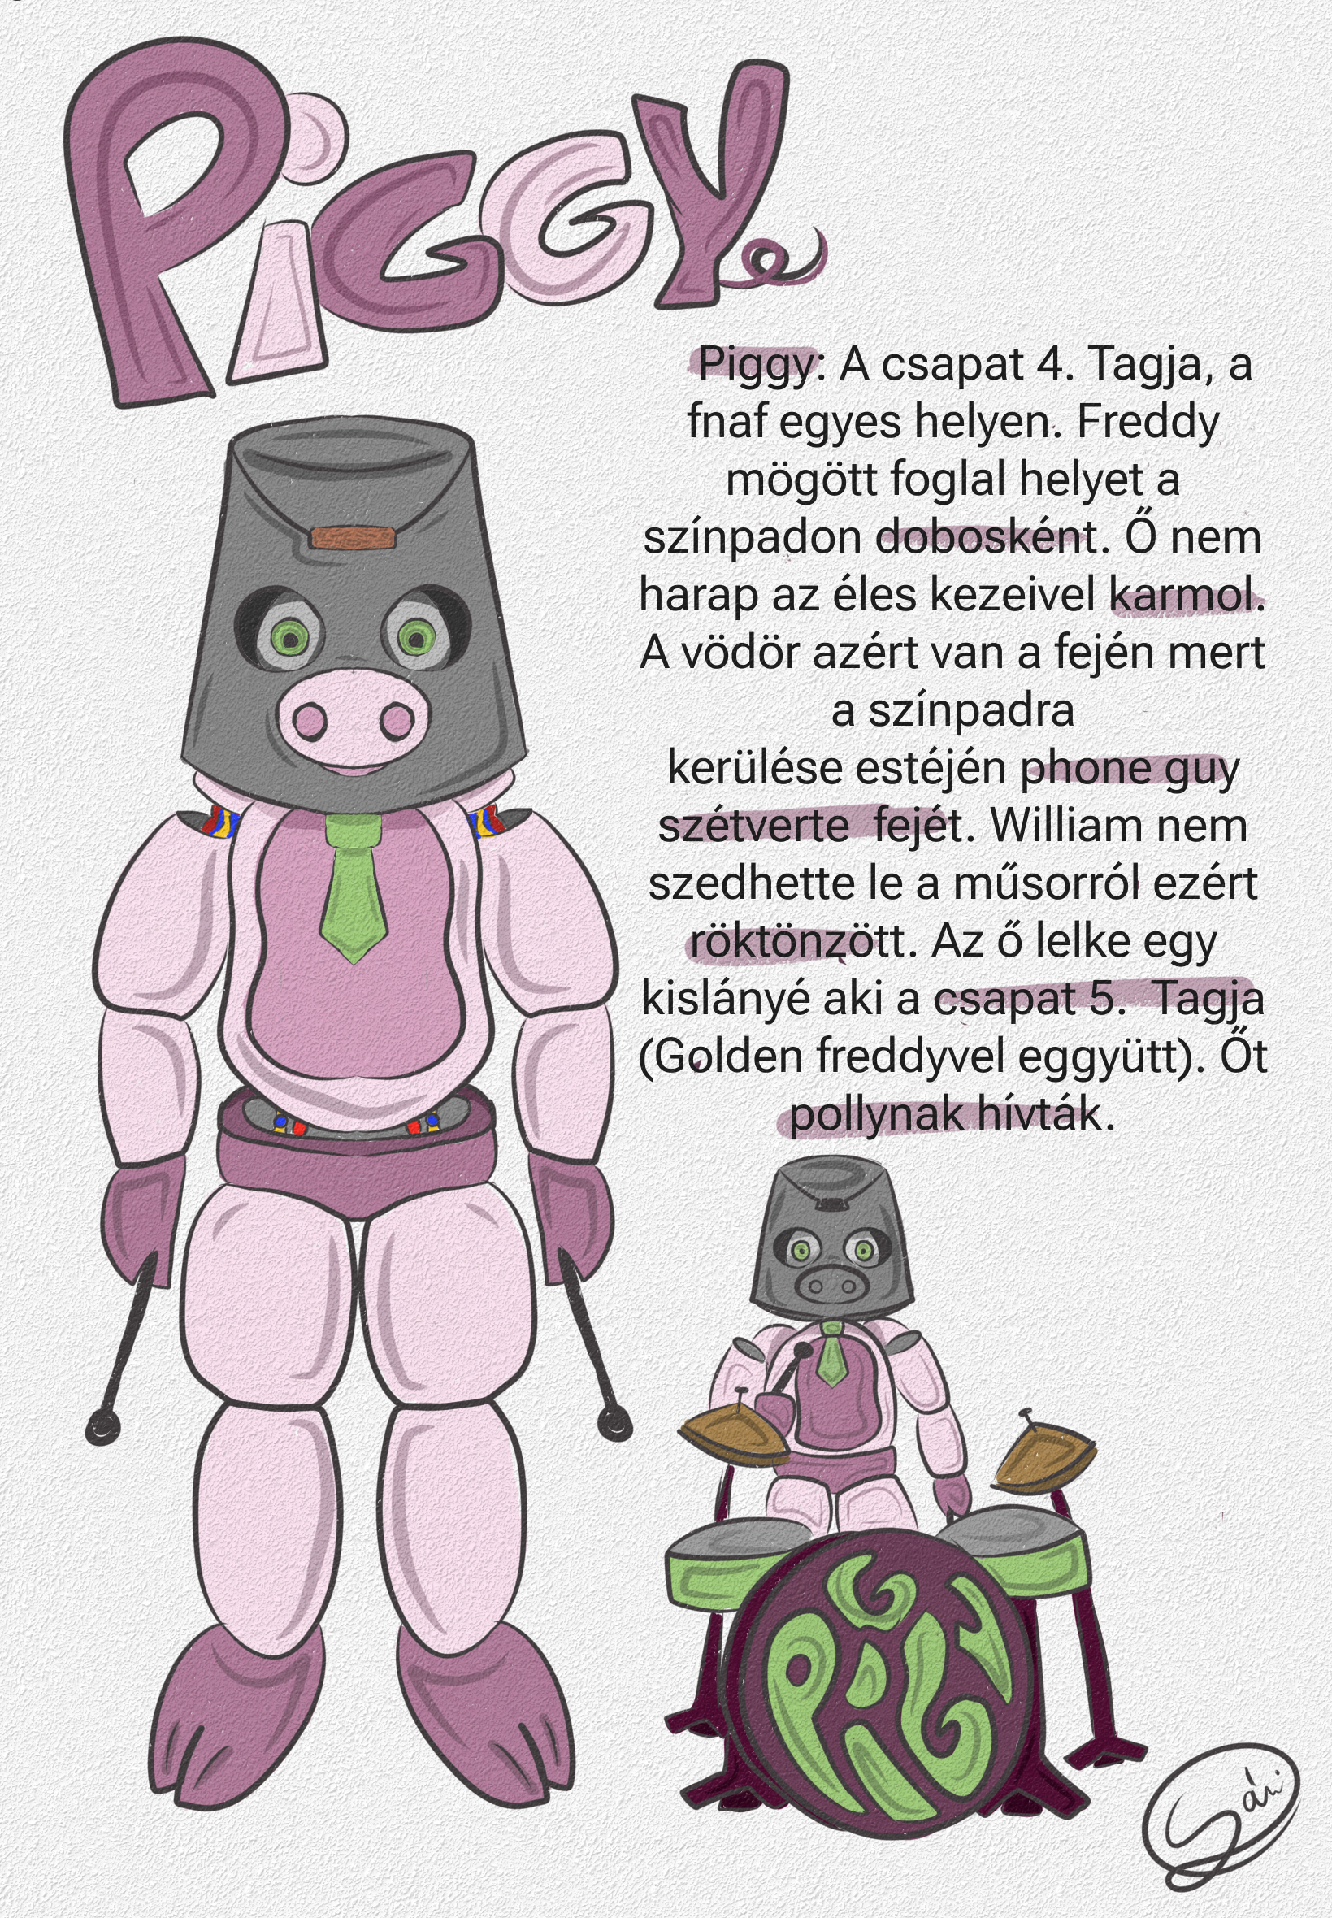 PiGGY
Piggy: A csapat 4. Tagja, a
fnaf egyes helyen. Freddy
mögött foglal helyet a
színpadon dobosként. Ő nem
harap az éles kezeivel karmol.
A vödör azért van a fején mert
a színpadra
kerülése estéjén phone guy
szétverte fejét. William nem
szedhette le a műsorról ezért
röktönzött. Az ő lelke egy
kislányé aki a csapat 5. Tagja
(Golden freddyvel eggyütt). Őt
pollynak hívták.
PiGGY
Sári